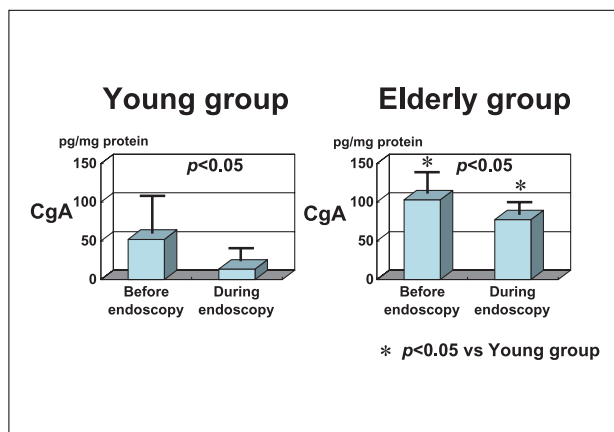 Young group
pg/mg protein
150
100
50
0
CgA
p<0.05
Before endoscopy
During endoscopy
Elderly group
pg/mg protein
150
100
50
0
CgA
*
p<0.05
*
Before endoscopy
During endoscopy
* p<0.05 vs Young group